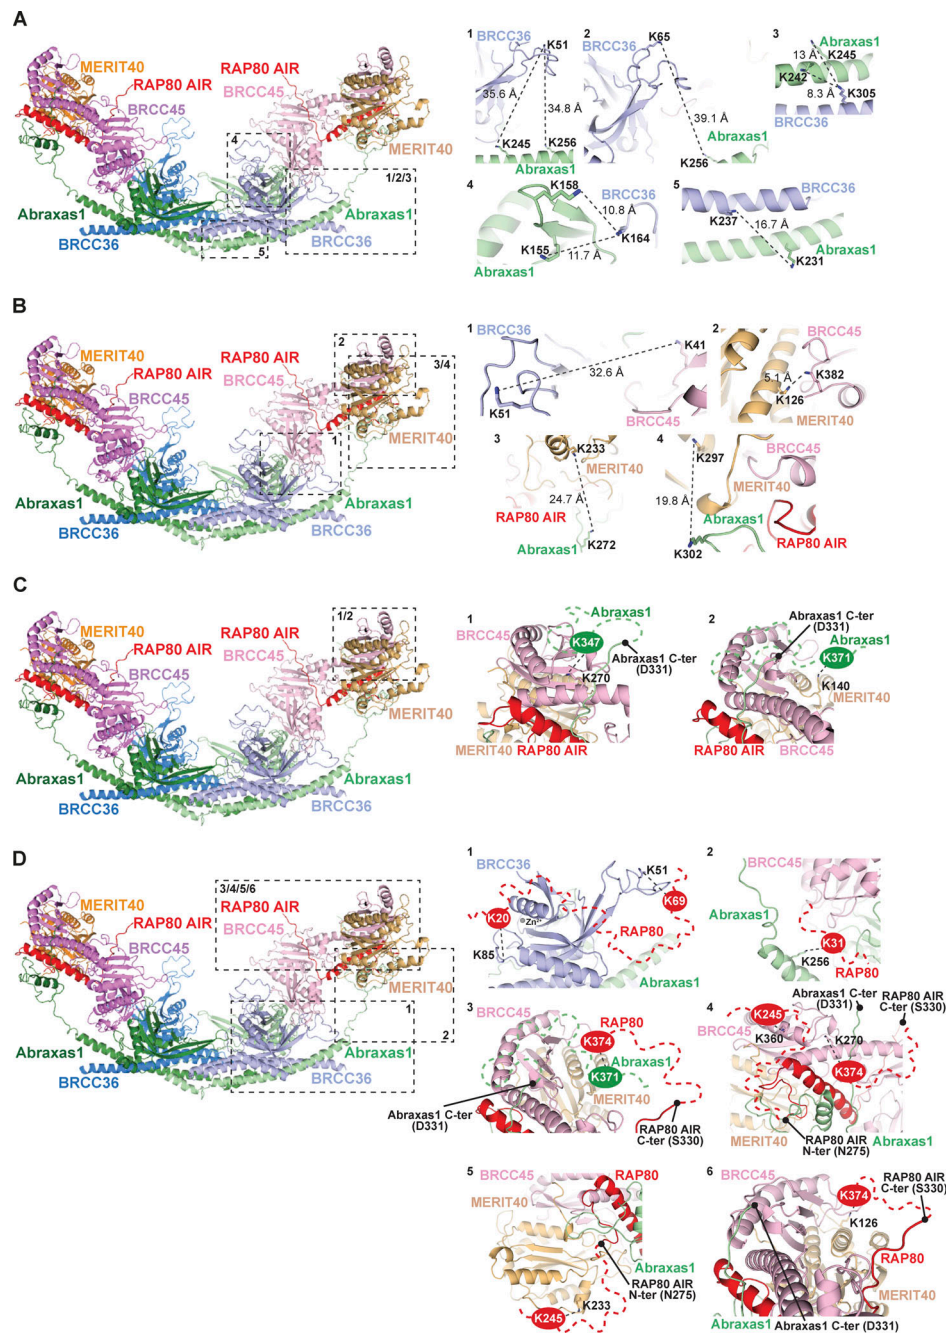 A
MERIT40
RAP80 AIR
BRCC45
RAP80 AIR
BRCC45
MERIT40
4
1/2/3
Abraxas1
BRCC36
5
BRCC36
Abraxas1
1
BRCC36
K51
35.6 Å
34.8 Å
K245
K256
Abraxas1
2
BRCC36
K65
39.1 Å
Abraxas1
K256
3
Abraxas1
13 Å
K245
K242
8.3 Å
K305
BRCC36
4
K158
BRCC36
10.8 Å
K164
K155
11.7 Å
Abraxas1
5
BRCC36
K237
16.7 Å
Abraxas1
K231
B
MERIT40
RAP80 AIR
BRCC45
RAP80 AIR
BRCC45
2
3/4
MERIT40
1
Abraxas1
BRCC36
BRCC36
Abraxas1
1
BRCC36
K41
32.6 Å
K51
BRCC45
2
BRCC45
5.1 Å
K382
K126
MERIT40
3
K233
MERIT40
24.7 Å
RAP80 AIR
Abraxas1
K272
4
K297
BRCC45
MERIT40
19.8 Å
Abraxas1
K302
RAP80 AIR
C
MERIT40
RAP80 AIR
BRCC45
RAP80 AIR
BRCC45
1/2
MERIT40
Abraxas1
BRCC36
BRCC36
Abraxas1
1
Abraxas1
BRCC45
K347
Abraxas1 C-ter
(D331)
K270
MERIT40
RAP80 AIR
2
Abraxas1 C-ter
(D331)
Abraxas1
K371
K140
MERIT40
RAP80 AIR
BRCC45
D
MERIT40
RAP80 AIR
BRCC45
3/4/5/6
RAP80 AIR
BRCC45
MERIT40
1
2
Abraxas1
BRCC36
BRCC36
Abraxas1
1
BRCC36
K51
K20
Zn²⁺
K69
RAP80
K85
Abraxas1
2
BRCC45
Abraxas1
K31
K256
RAP80
3
BRCC45
RAP80
K374
Abraxas1
K371
MERIT40
Abraxas1 C-ter
(D331)
RAP80 AIR
C-ter (S330)
4
Abraxas1 C-ter
(D331)
RAP80 AIR
C-ter (S330)
K245
BRCC45
K360
K270
K374
MERIT40
RAP80 AIR
N-ter (N275)
Abraxas1
5
BRCC45
RAP80
MERIT40
Abraxas1
RAP80 AIR
N-ter (N275)
K233
K245
6
BRCC45
RAP80 AIR
C-ter (S330)
K374
K126
RAP80
MERIT40
Abraxas1
Abraxas1 C-ter (D331)